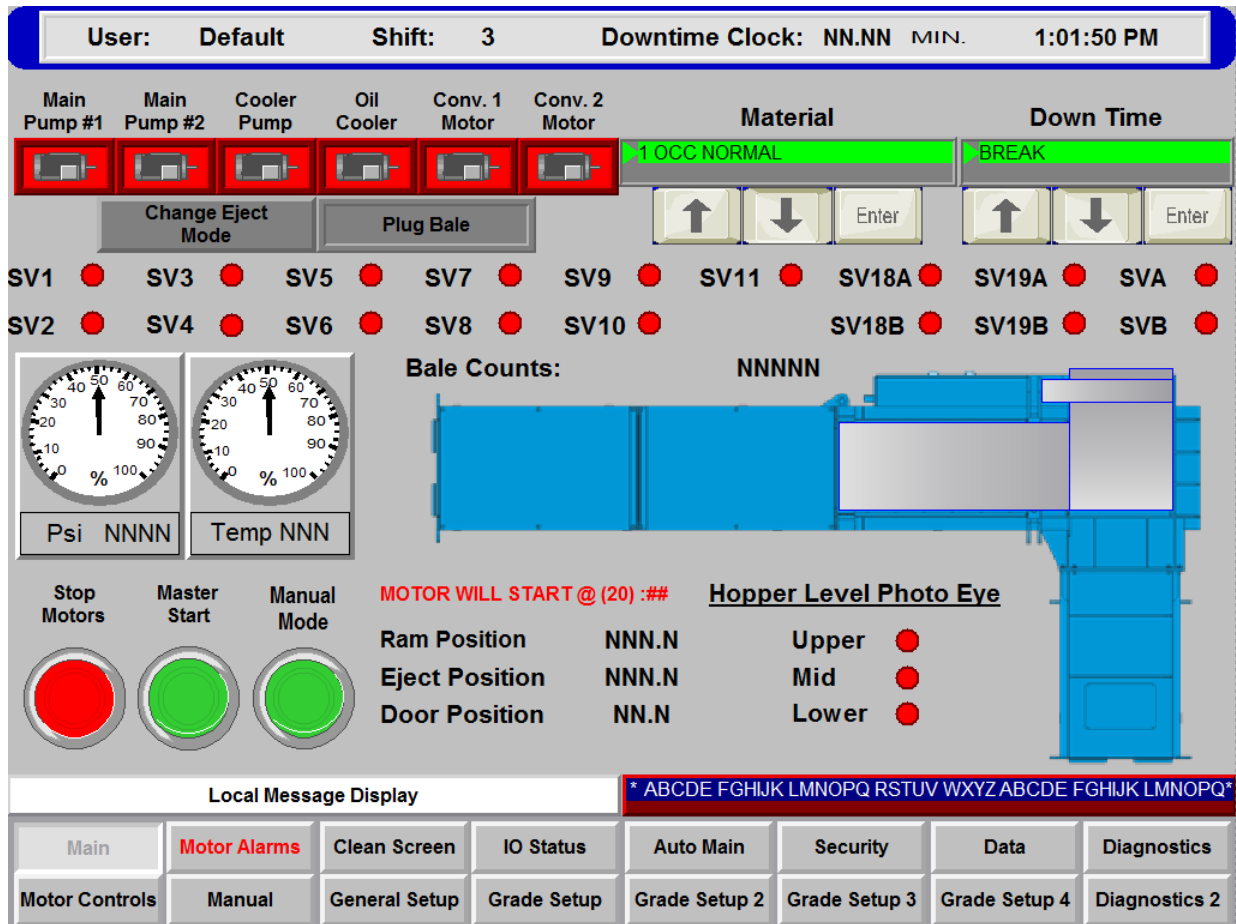 User: Default Shift: 3 Downtime Clock: NN.NN MIN. 1:01:50 PM
Main Pump #1
Main Pump #2
Cooler Pump
Oil Cooler
Conv. 1 Motor
Conv. 2 Motor
Material
Down Time
1 OCC NORMAL
BREAK
Change Eject Mode
Plug Bale
Enter
Enter
SV1 SV3 SV5 SV7 SV9 SV11 SV18A SV19A SVA
SV2 SV4 SV6 SV8 SV10 SV18B SV19B SVB
Bale Counts: NNNNN
0 10 20 30 40 50 60 70 80 90 100 %
Psi NNNN
0 10 20 30 40 50 60 70 80 90 100 %
Temp NNN
Stop Motors
Master Start
Manual Mode
MOTOR WILL START @ (20) :##
Ram Position NNN.N
Eject Position NNN.N
Door Position NN.N
Hopper Level Photo Eye
Upper
Mid
Lower
Local Message Display
* ABCDE FGHIJK LMNOPQ RSTUV WXYZ ABCDE FGHIJK LMNOPQ*
Main Motor Alarms Clean Screen IO Status Auto Main Security Data Diagnostics
Motor Controls Manual General Setup Grade Setup Grade Setup 2 Grade Setup 3 Grade Setup 4 Diagnostics 2